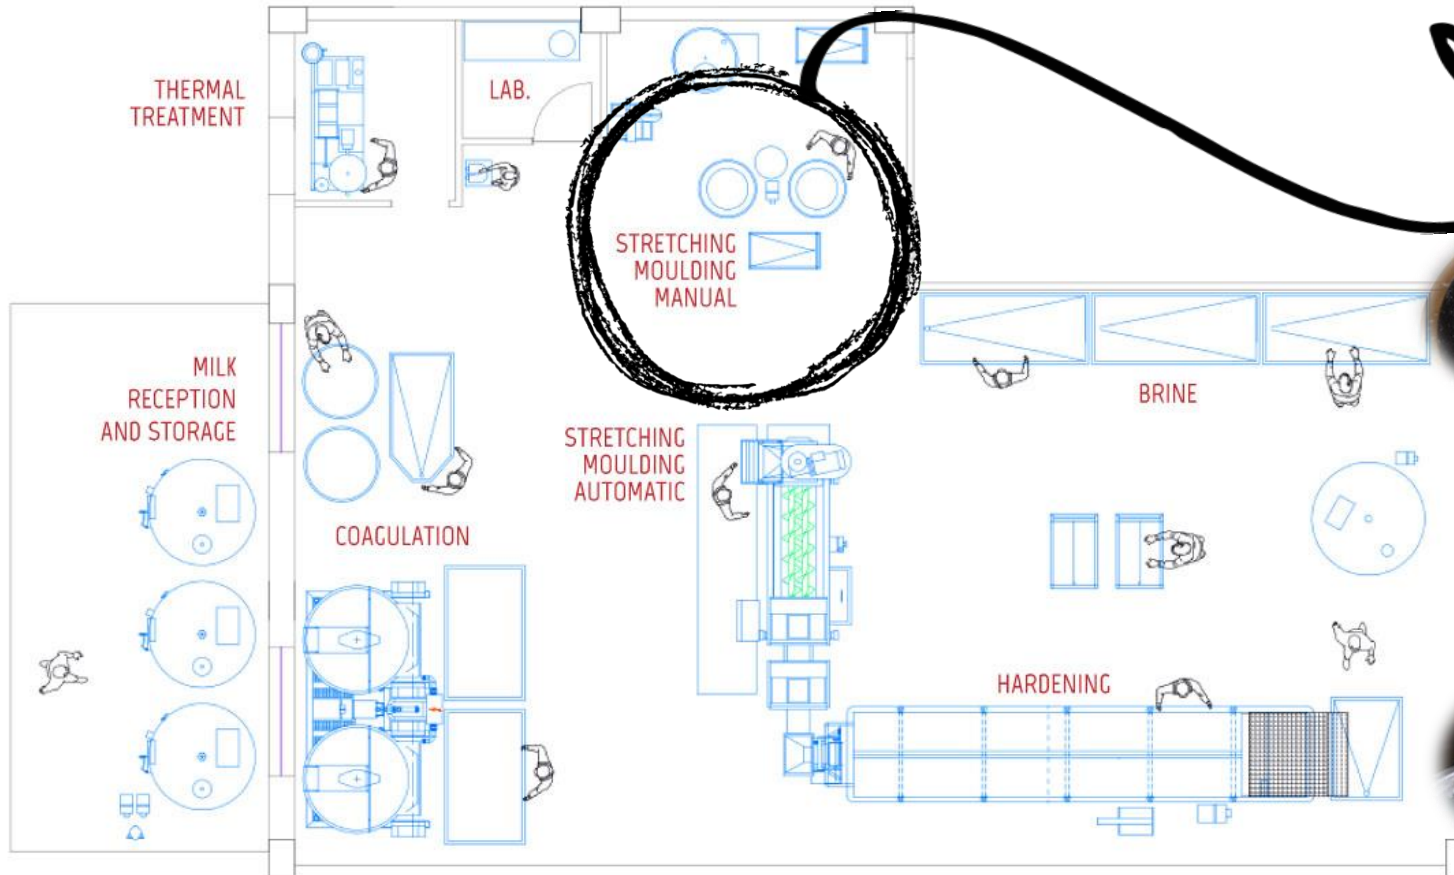 THERMAL
TREATMENT
LAB.
STRETCHING
MOULDING
MANUAL
MILK
RECEPTION
AND STORAGE
BRINE
STRETCHING
MOULDING
AUTOMATIC
COAGULATION
HARDENING